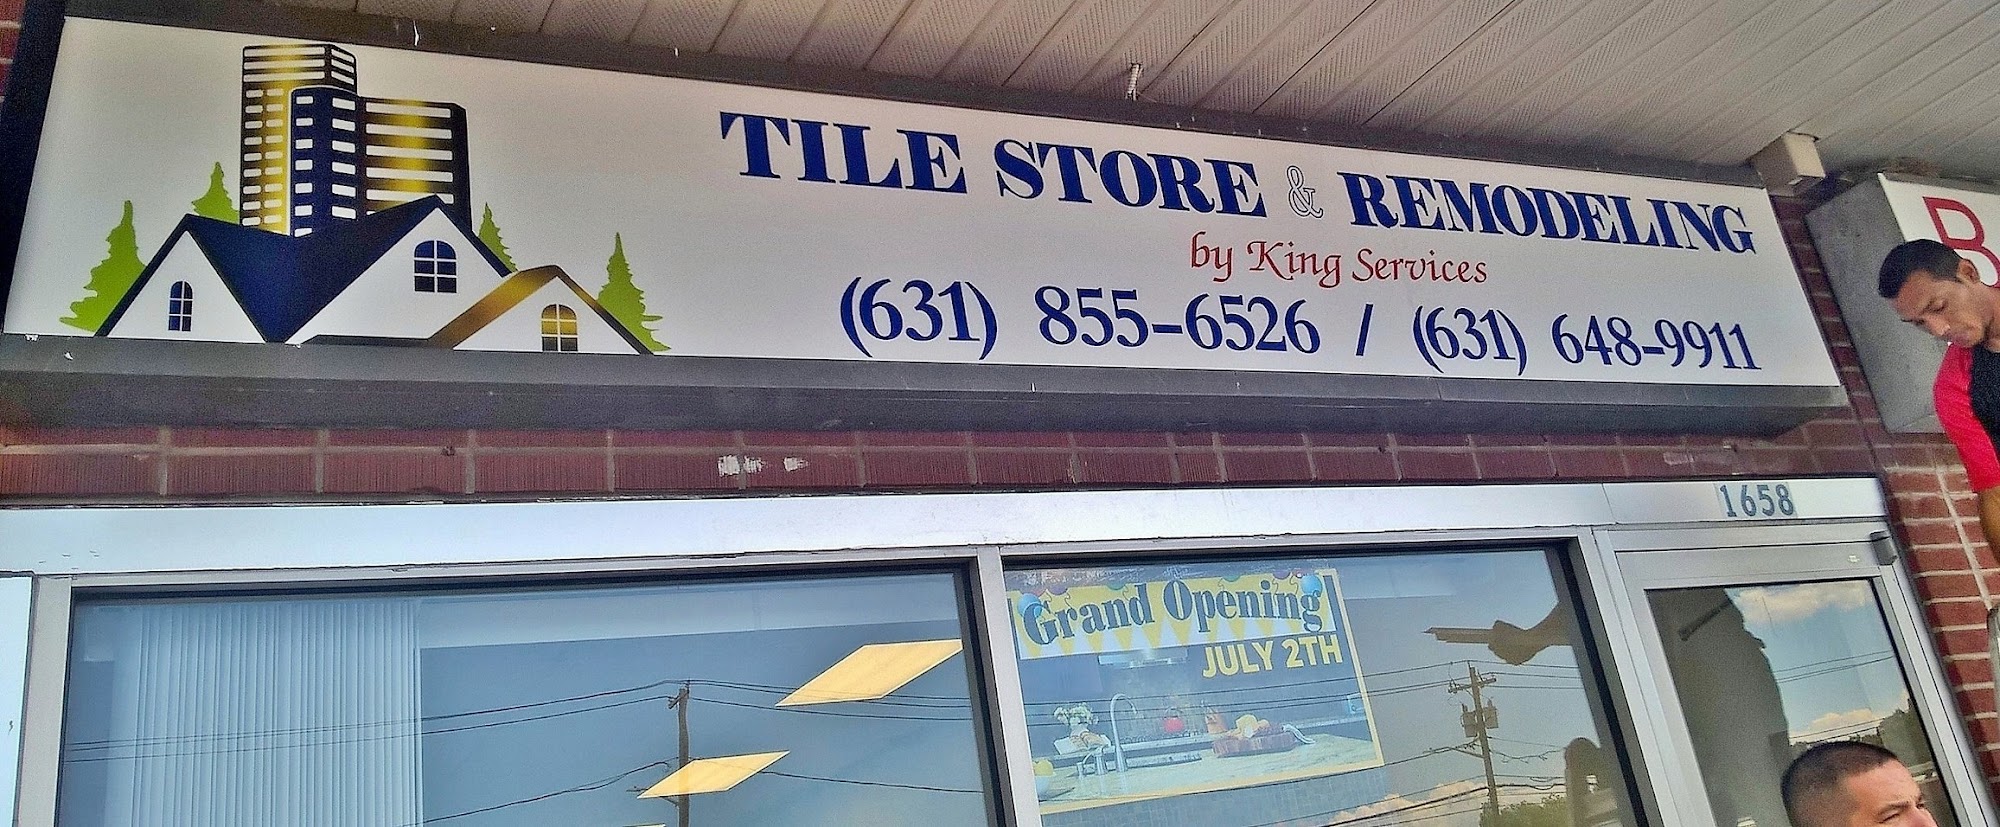 TILE STORE & REMODELING
by King Services
(631) 855-6526 / (631) 648-9911
B
1658
Grand Opening
JULY 2TH